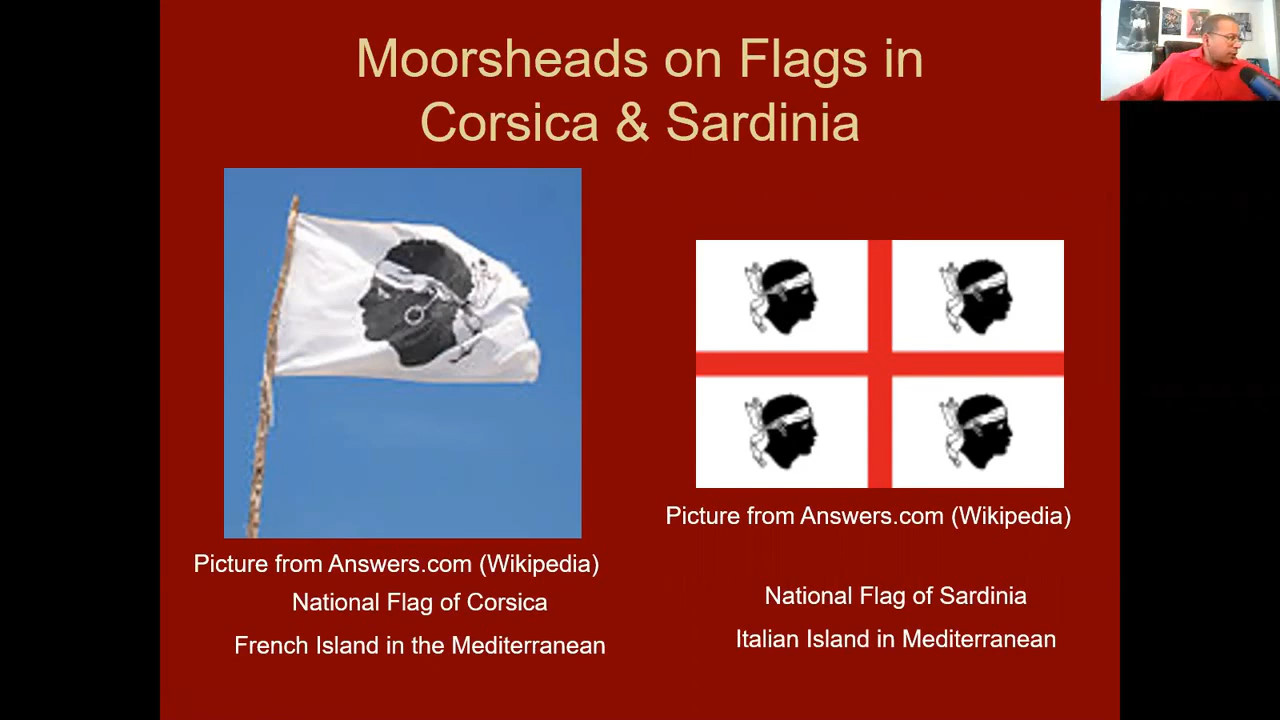 Moorsheads on Flags in
Corsica & Sardinia
Picture from Answers.com (Wikipedia)
National Flag of Corsica
French Island in the Mediterranean
Picture from Answers.com (Wikipedia)
National Flag of Sardinia
Italian Island in Mediterranean